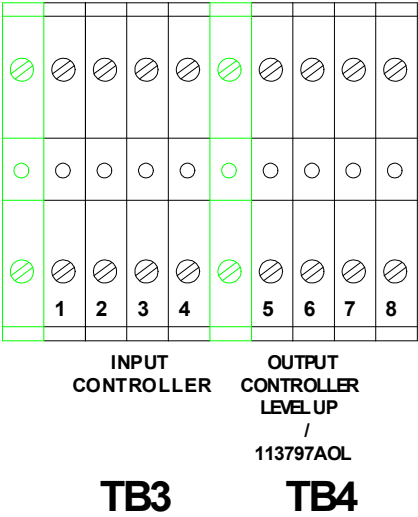 1 2 3 4 5 6 7 8
INPUT CONTROLLER
OUTPUT CONTROLLER LEVEL UP / 113797AOL
TB3 TB4